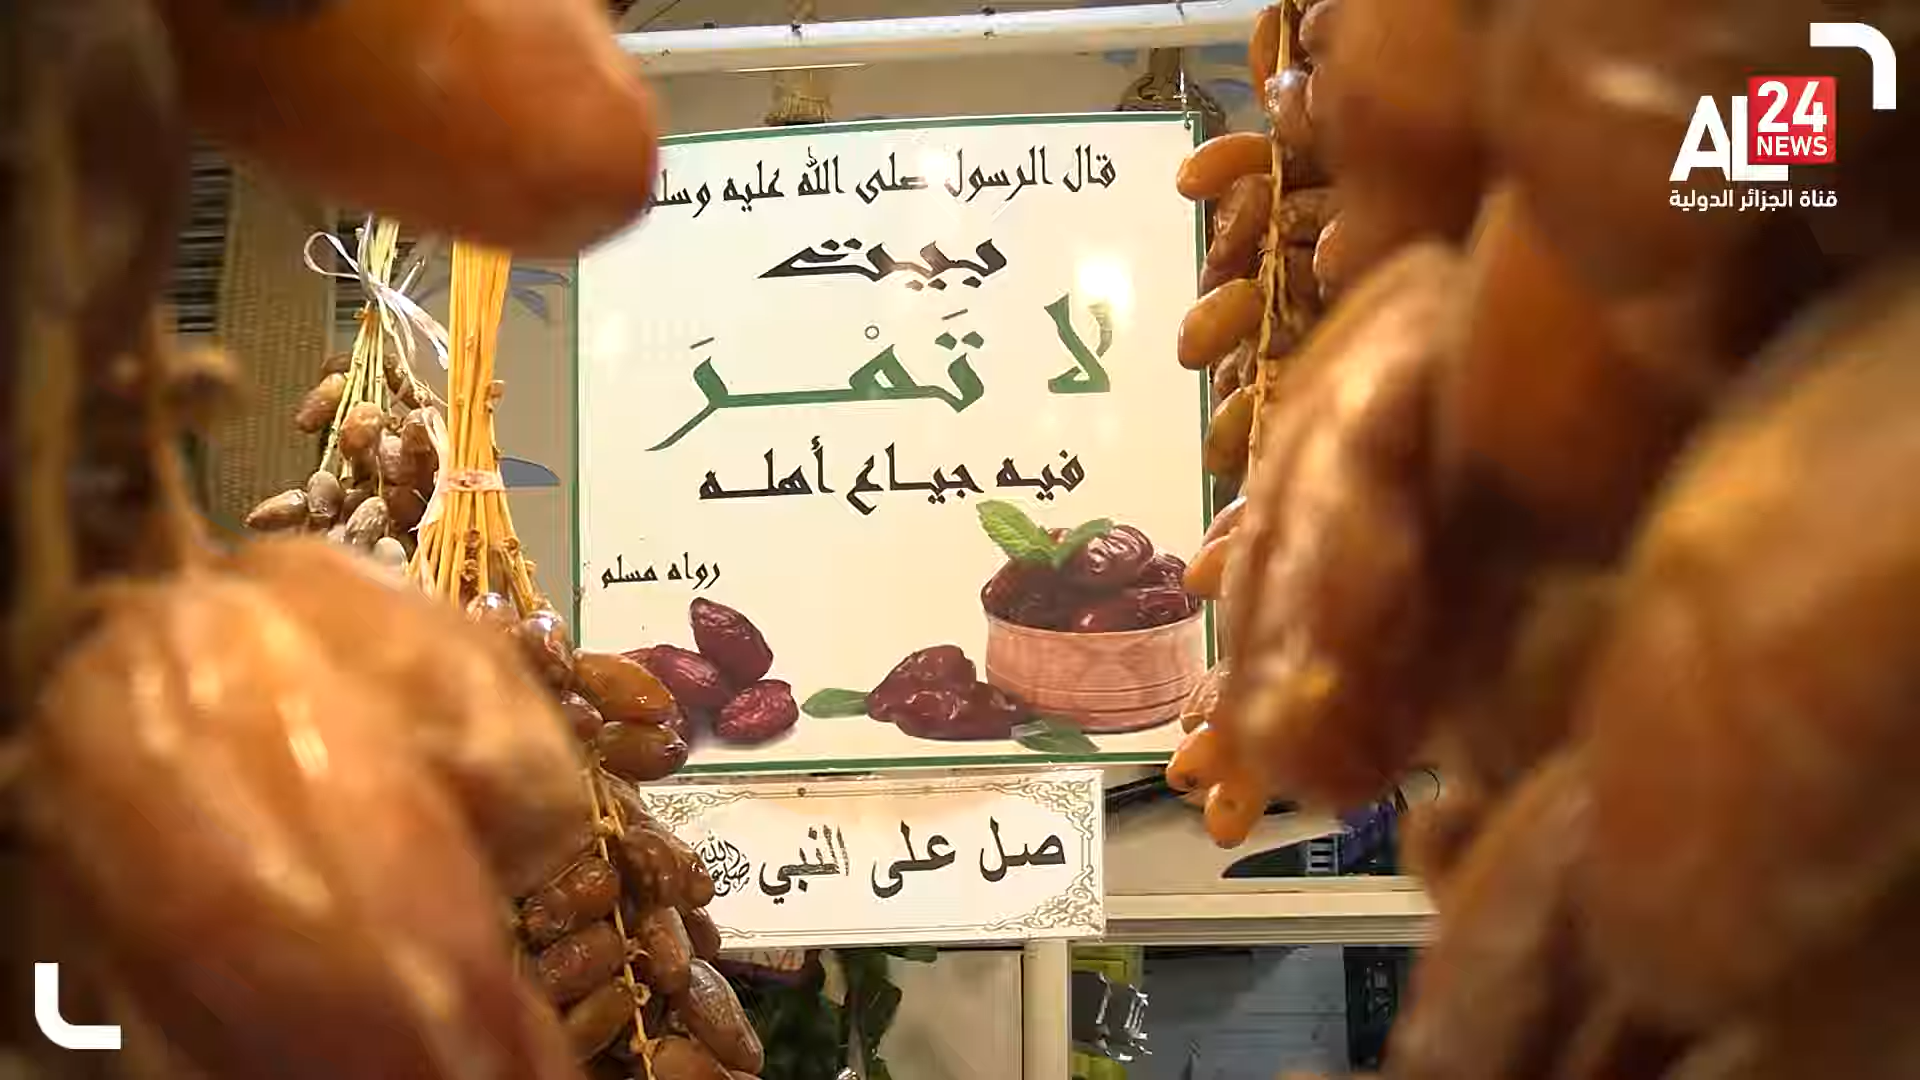 قال الرسول صلى الله عليه وسلم
بيت
لا تَمْرَ
فيه جياع أهله
رواه مسلم
صل على النبي ﷺ
AL 24 NEWS
قناة الجزائر الدولية